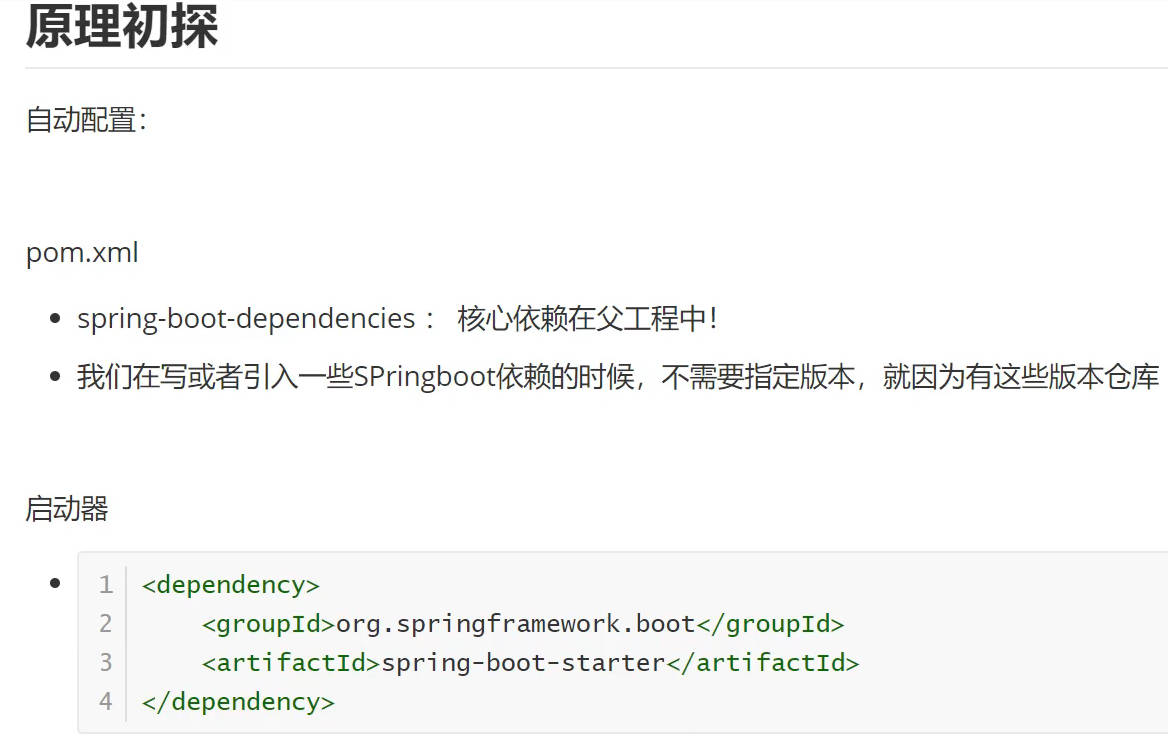 原理初探
自动配置：
pom.xml
• spring-boot-dependencies ： 核心依赖在父工程中！
• 我们在写或者引入一些SPringboot依赖的时候，不需要指定版本，就因为有这些版本仓库
启动器
• 1 <dependency>
2     <groupId>org.springframework.boot</groupId>
3     <artifactId>spring-boot-starter</artifactId>
4 </dependency>